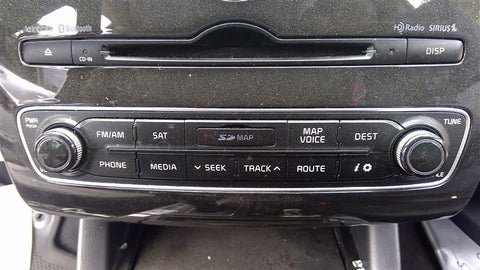 Bluetooth HD Radio SIRIUS
CD-IN DISP
PWR TUNE
PUSH
FM/AM SAT SD MAP MAP VOICE DEST
PHONE MEDIA SEEK TRACK ROUTE i